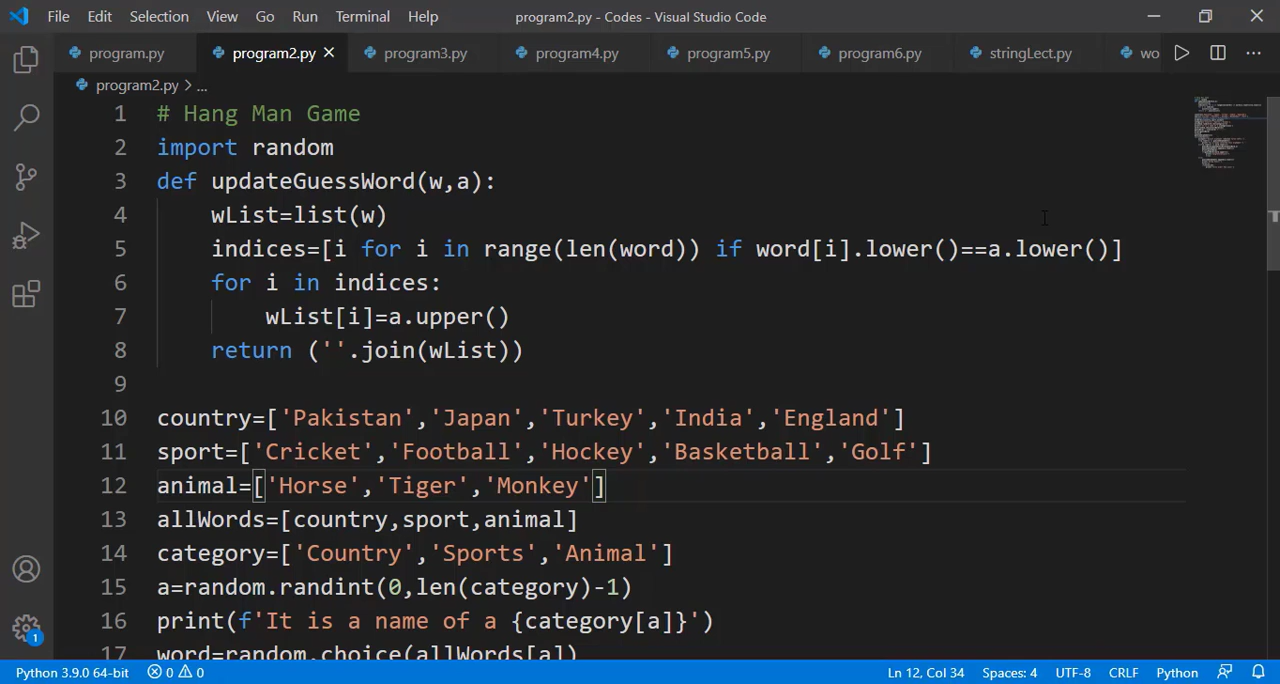 File Edit Selection View Go Run Terminal Help program2.py - Codes - Visual Studio Code
program.py program2.py program3.py program4.py program5.py program6.py stringLect.py wo
program2.py > ...
1 # Hang Man Game
2 import random
3 def updateGuessWord(w,a):
4     wList=list(w)
5     indices=[i for i in range(len(word)) if word[i].lower()==a.lower()]
6     for i in indices:
7         wList[i]=a.upper()
8     return (''.join(wList))
9
10 country=['Pakistan','Japan','Turkey','India','England']
11 sport=['Cricket','Football','Hockey','Basketball','Golf']
12 animal=['Horse','Tiger','Monkey']
13 allWords=[country,sport,animal]
14 category=['Country','Sports','Animal']
15 a=random.randint(0,len(category)-1)
16 print(f'It is a name of a {category[a]}')
17 word=random.choice(allWords[a])
1
Python 3.9.0 64-bit 0 0 Ln 12, Col 34 Spaces: 4 UTF-8 CRLF Python